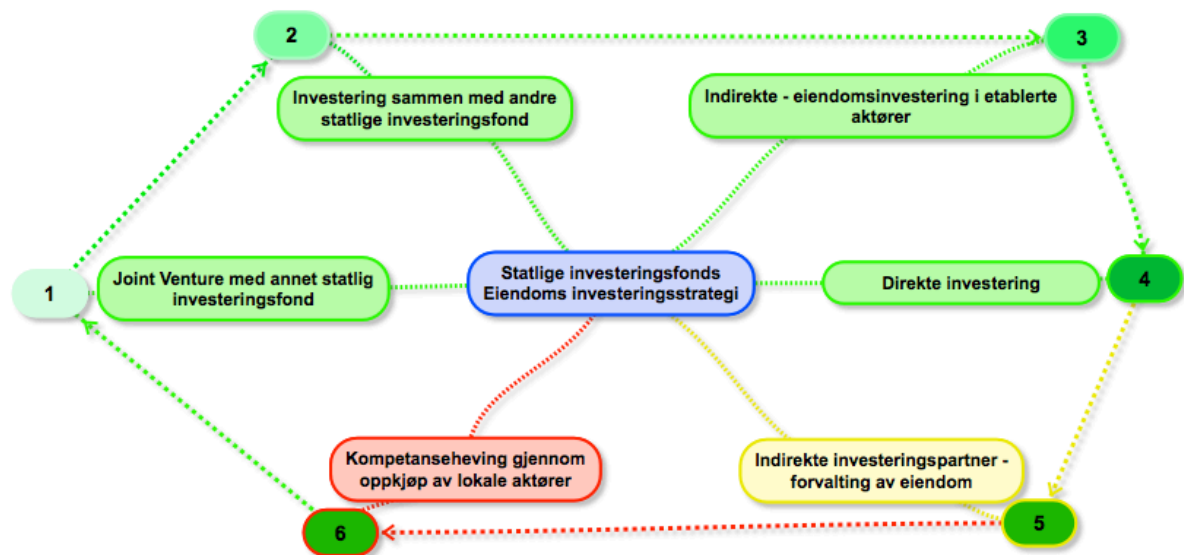 2
3
Investering sammen med andre
statlige investeringsfond
Indirekte - eiendomsinvestering i etablerte
aktører
1
Joint Venture med annet statlig
investeringsfond
Statlige investeringsfonds
Eiendoms investeringsstrategi
Direkte investering
4
Kompetanseheving gjennom
oppkjøp av lokale aktører
Indirekte investeringspartner -
forvalting av eiendom
6
5